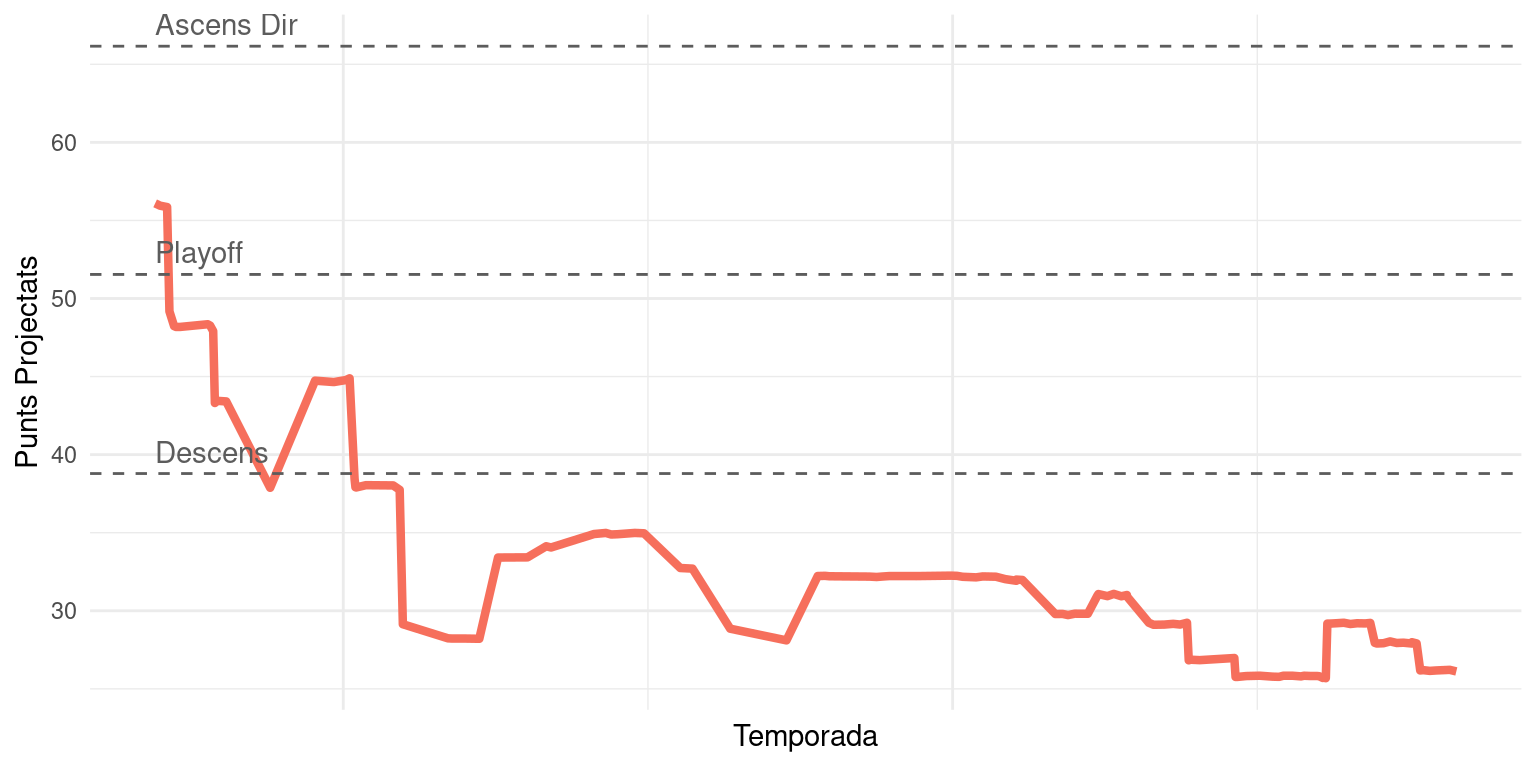 Ascens Dir
60
Playoff
50
Descens
40
30
Punts Projectats
Temporada